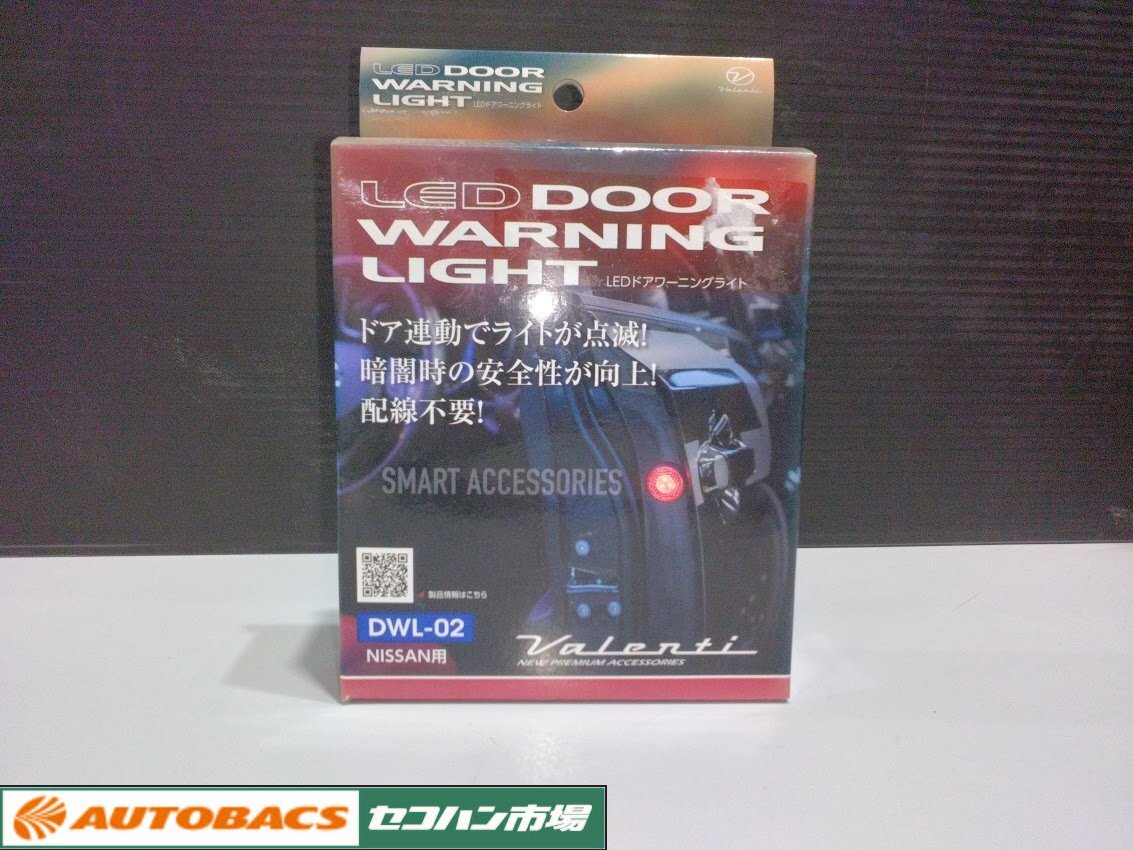 LED DOOR
WARNING
LIGHT LEDドアワーニングライト
Valenti
LED DOOR
WARNING
LIGHT LEDドアワーニングライト
ドア連動でライトが点滅!
暗闇時の安全性が向上!
配線不要!
SMART ACCESSORIES
製品情報はこちら
DWL-02
NISSAN用
Valenti
NEW PREMIUM ACCESSORIES
AUTOBACS セコハン市場